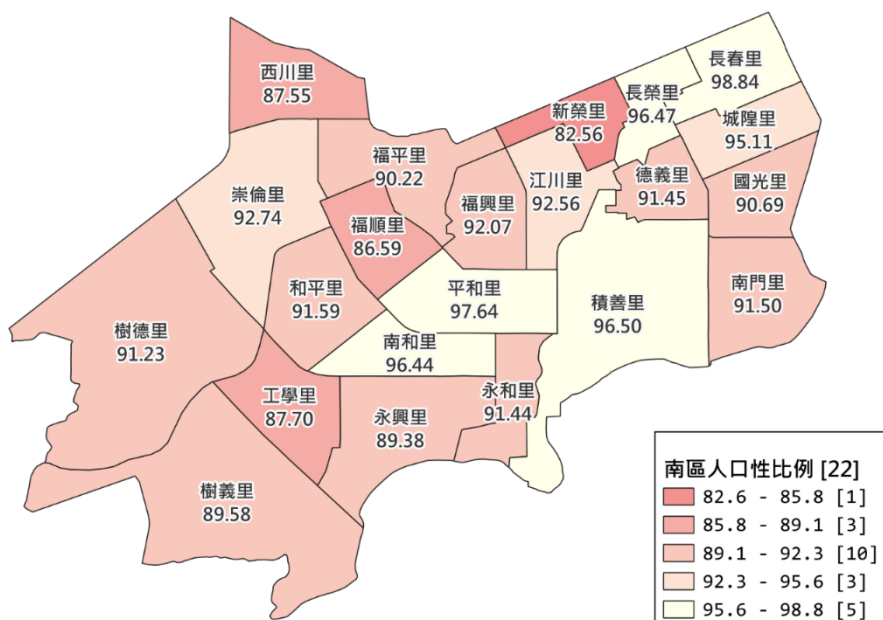 西川里
87.55
長春里
98.84
長榮里
96.47
新榮里
82.56
城隍里
95.11
福平里
90.22
江川里
92.56
德義里
91.45
國光里
90.69
崇倫里
92.74
福順里
86.59
福興里
92.07
和平里
91.59
平和里
97.64
積善里
96.50
南門里
91.50
樹德里
91.23
南和里
96.44
工學里
87.70
永興里
89.38
永和里
91.44
樹義里
89.58
南區人口性比例 [22]
82.6 - 85.8 [1]
85.8 - 89.1 [3]
89.1 - 92.3 [10]
92.3 - 95.6 [3]
95.6 - 98.8 [5]